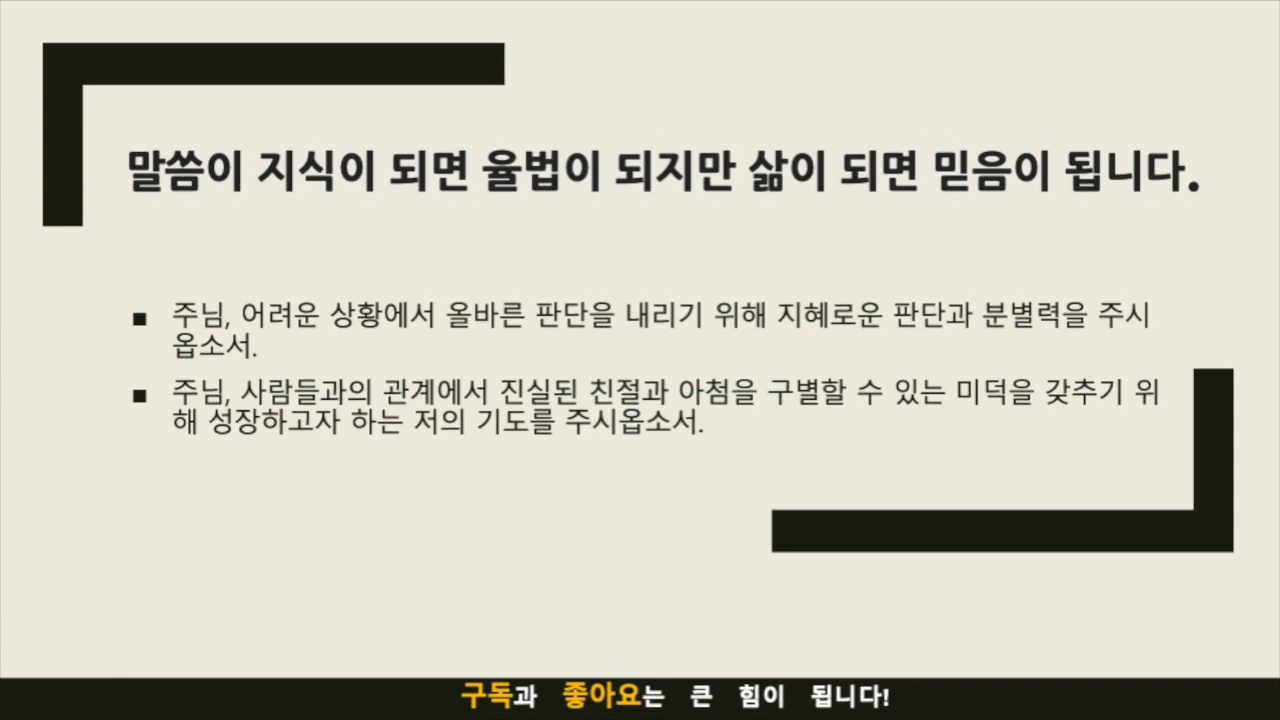 말씀이 지식이 되면 율법이 되지만 삶이 되면 믿음이 됩니다.
■ 주님, 어려운 상황에서 올바른 판단을 내리기 위해 지혜로운 판단과 분별력을 주시
옵소서.
■ 주님, 사람들과의 관계에서 진실된 친절과 아첨을 구별할 수 있는 미덕을 갖추기 위
해 성장하고자 하는 저의 기도를 주시옵소서.
구독과 좋아요는 큰 힘이 됩니다!